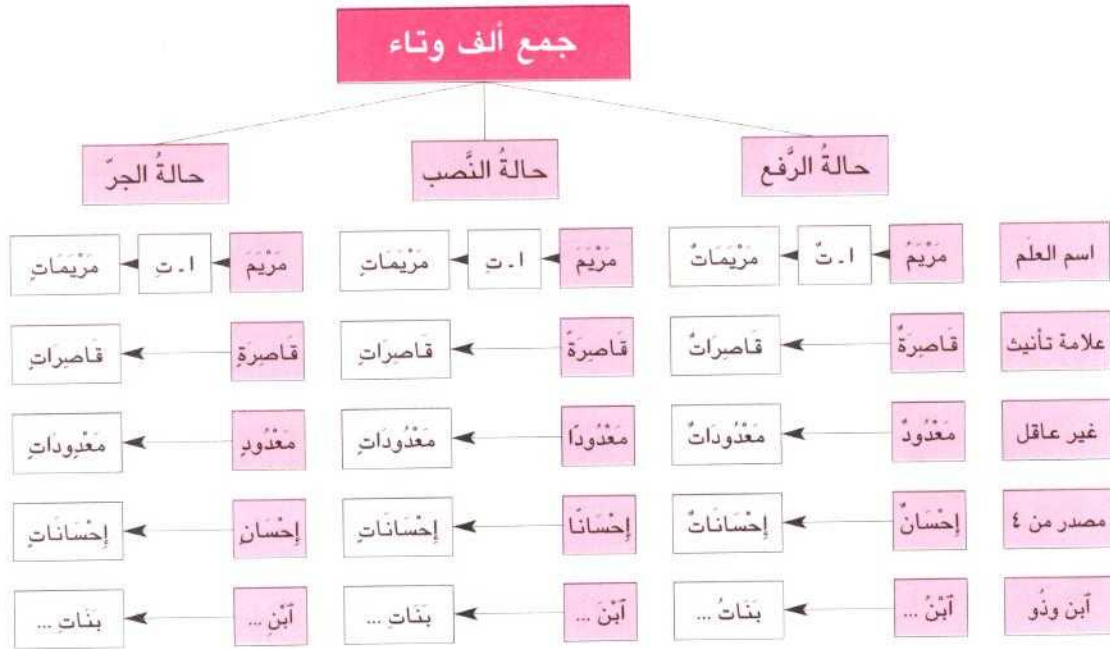 جمع ألف وتاء
حالةُ الرَّفع حالةُ النَّصب حالةُ الجرّ
اسم العلَم مَرْيَمُ ا ـ تٌ مَرْيَمَاتٌ مَرْيَمَ ا ـ تٍ مَرْيَمَاتٍ مَرْيَمَ ا ـ تٍ مَرْيَمَاتٍ
علامة تأنيث قَاصِرَةٌ قَاصِرَاتٌ قَاصِرَةً قَاصِرَاتٍ قَاصِرَةٍ قَاصِرَاتٍ
غير عاقل مَعْدُودٌ مَعْدُودَاتٌ مَعْدُودًا مَعْدُودَاتٍ مَعْدُودٍ مَعْدُودَاتٍ
مصدر من ٤ إِحْسَانٌ إِحْسَانَاتٌ إِحْسَانًا إِحْسَانَاتٍ إِحْسَانٍ إِحْسَانَاتٍ
ٱبن وذُو ٱبْنُ ... بَنَاتُ ... ٱبْنَ ... بَنَاتِ ... ٱبْنِ ... بَنَاتِ ...